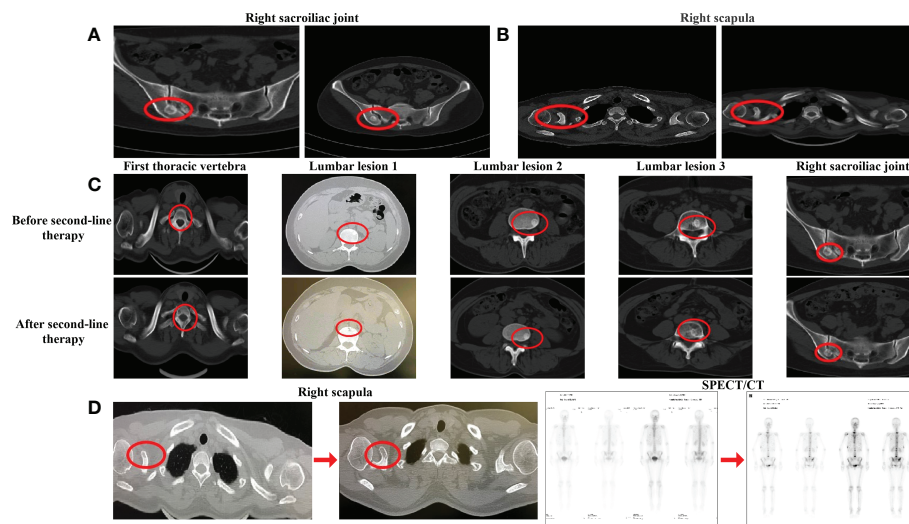 Right sacroiliac joint
Right scapula
A
B
First thoracic vertebra
Lumbar lesion 1
Lumbar lesion 2
Lumbar lesion 3
Right sacroiliac joint
C
Before second-line
therapy
After second-line
therapy
Right scapula
SPECT/CT
D